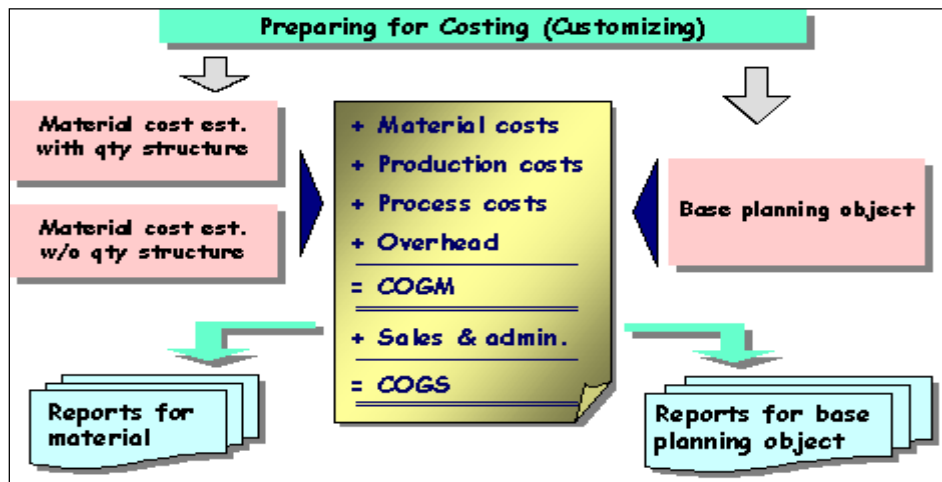 Preparing for Costing (Customizing)
Material cost est.
with qty structure
Material cost est.
w/o qty structure
+ Material costs
+ Production costs
+ Process costs
+ Overhead
= COGM
+ Sales & admin.
= COGS
Base planning object
Reports for
material
Reports for base
planning object